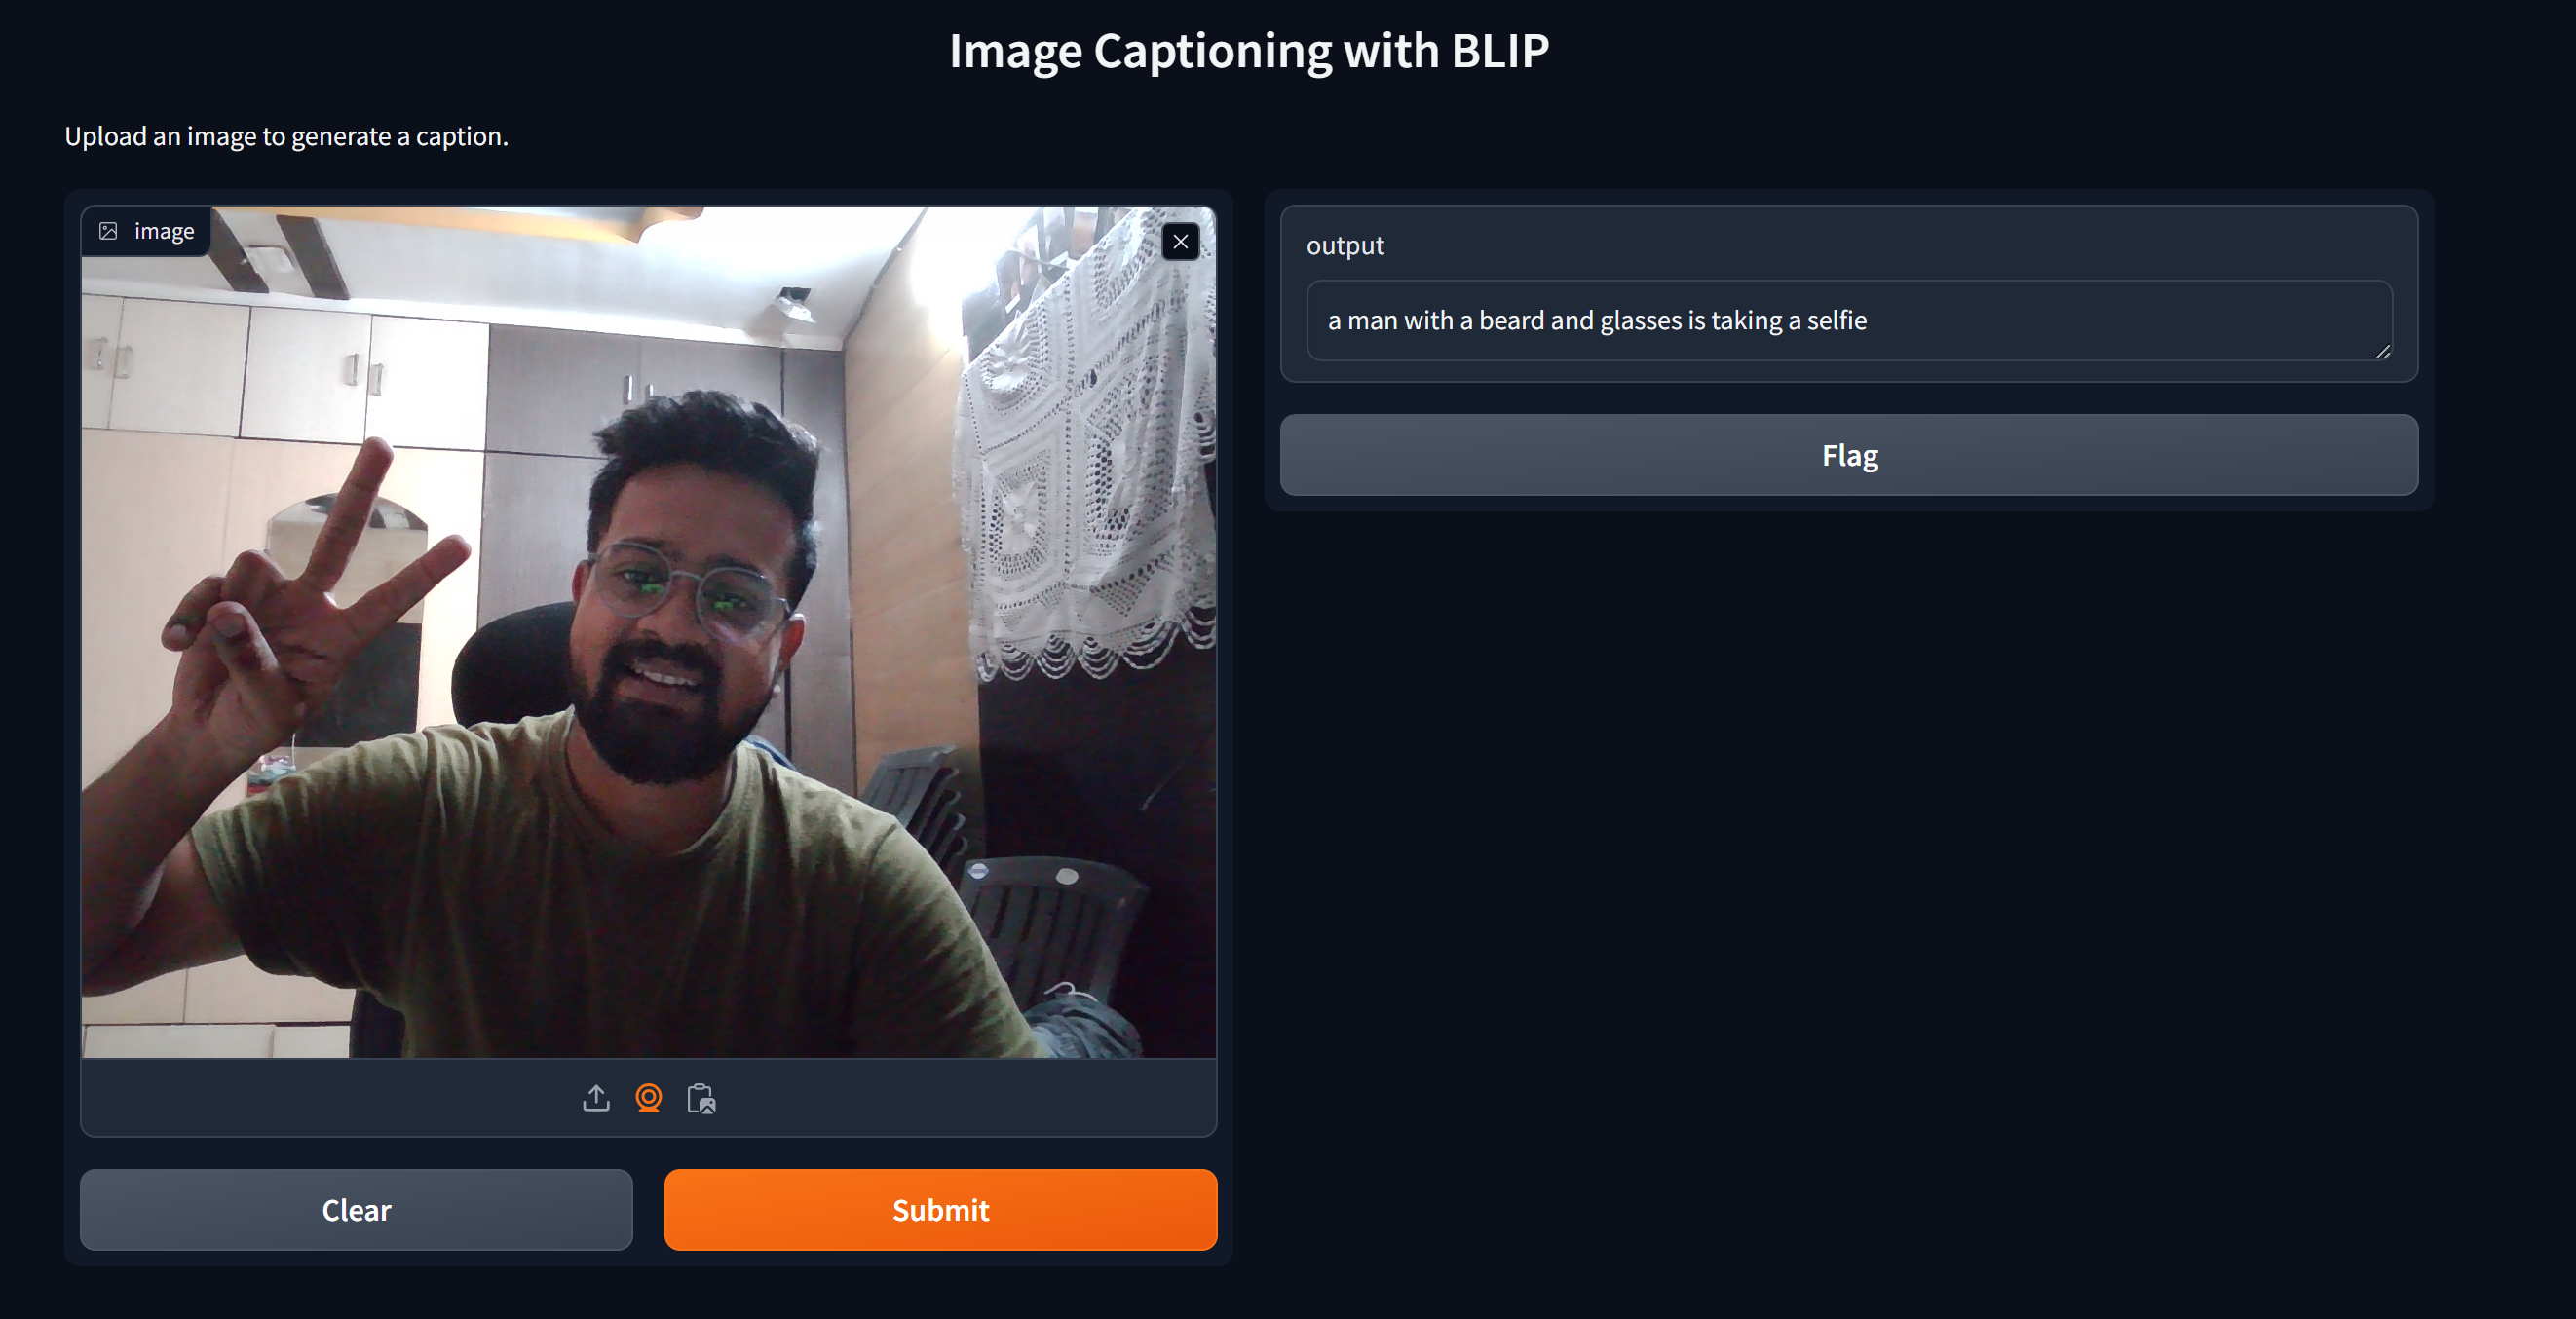 Image Captioning with BLIP
Upload an image to generate a caption.
image
output
a man with a beard and glasses is taking a selfie
Flag
Clear
Submit